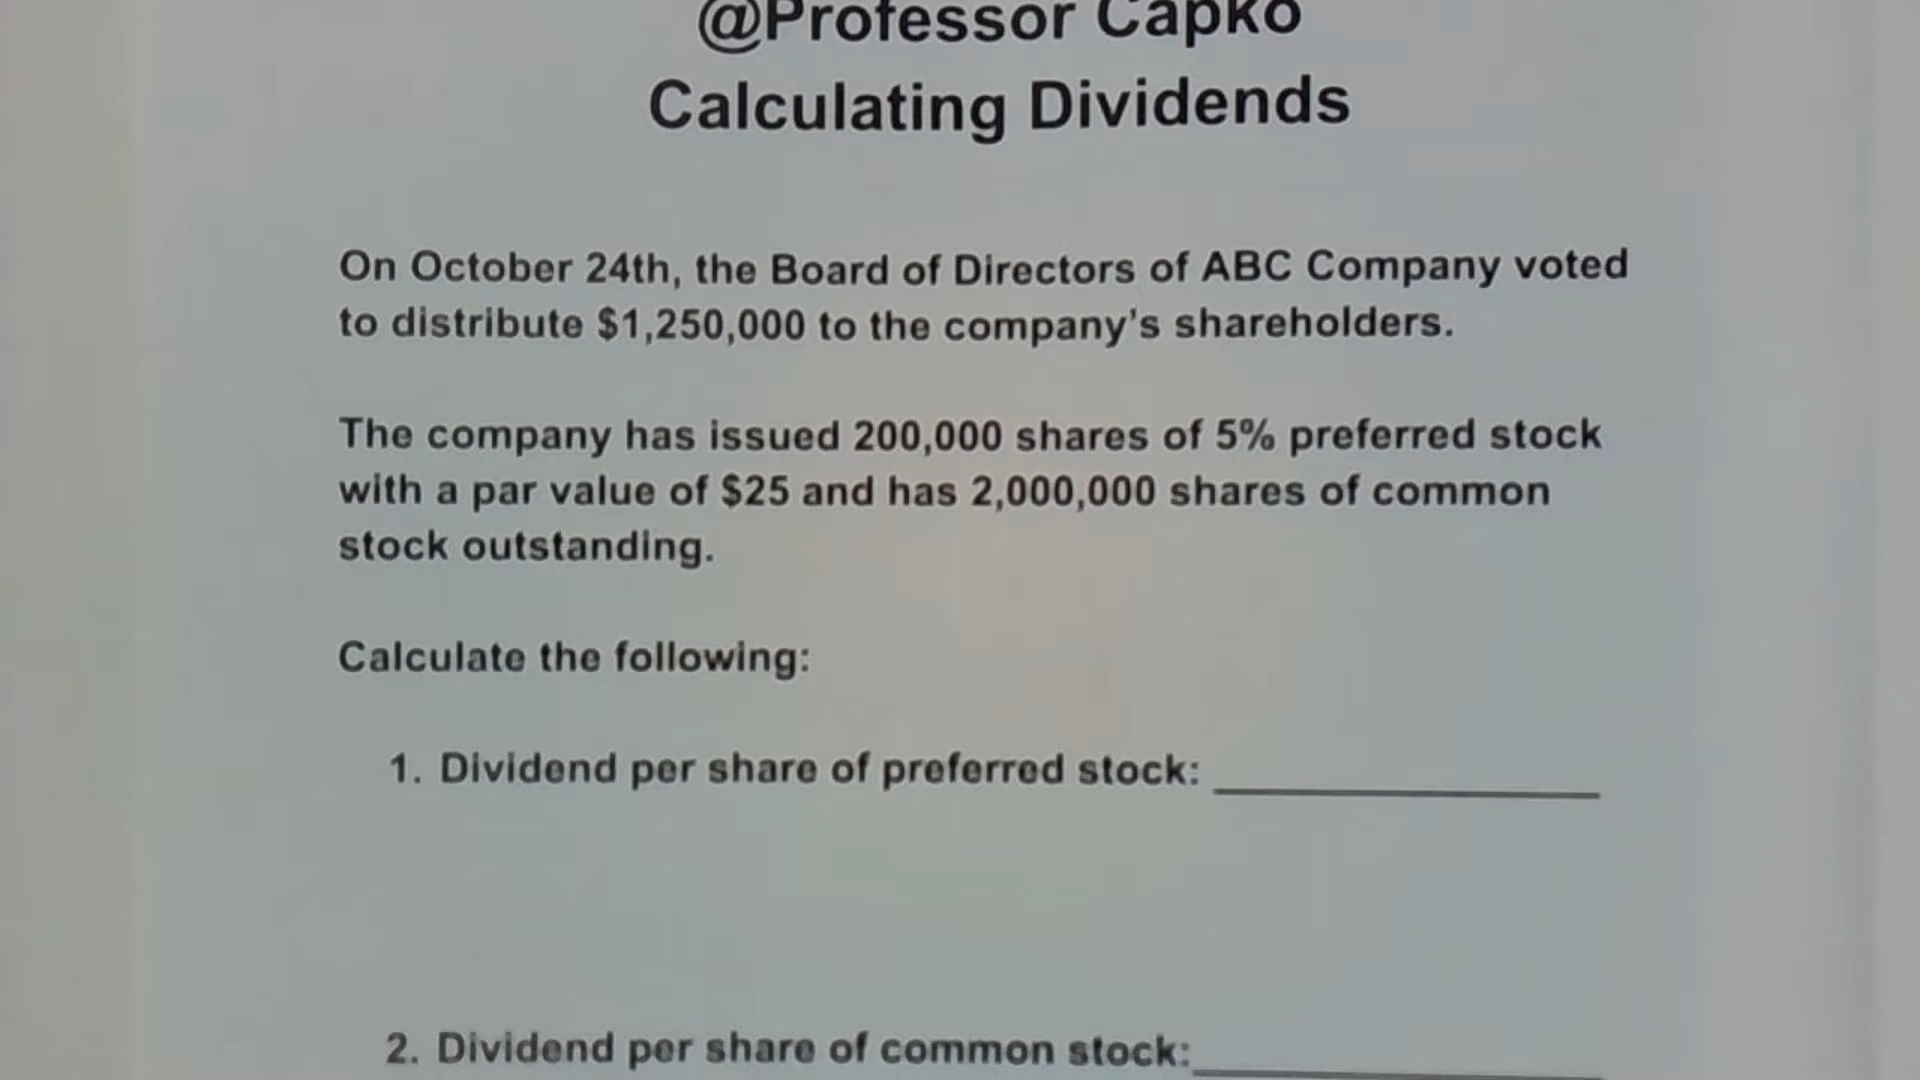 @Professor Capko
Calculating Dividends
On October 24th, the Board of Directors of ABC Company voted
to distribute $1,250,000 to the company's shareholders.
The company has issued 200,000 shares of 5% preferred stock
with a par value of $25 and has 2,000,000 shares of common
stock outstanding.
Calculate the following:
1. Dividend per share of preferred stock:
2. Dividend per share of common stock: